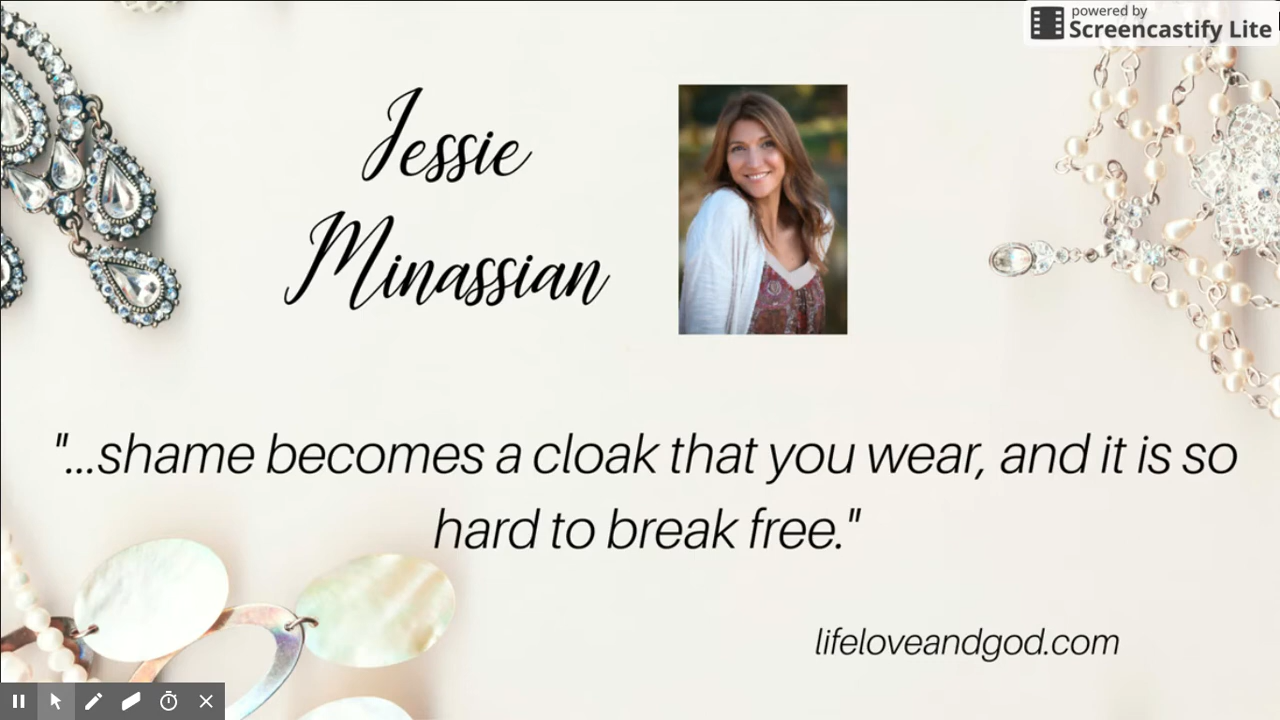 powered by
Screencastify Lite
Jessie
Minassian
"...shame becomes a cloak that you wear, and it is so
hard to break free."
lifeloveandgod.com